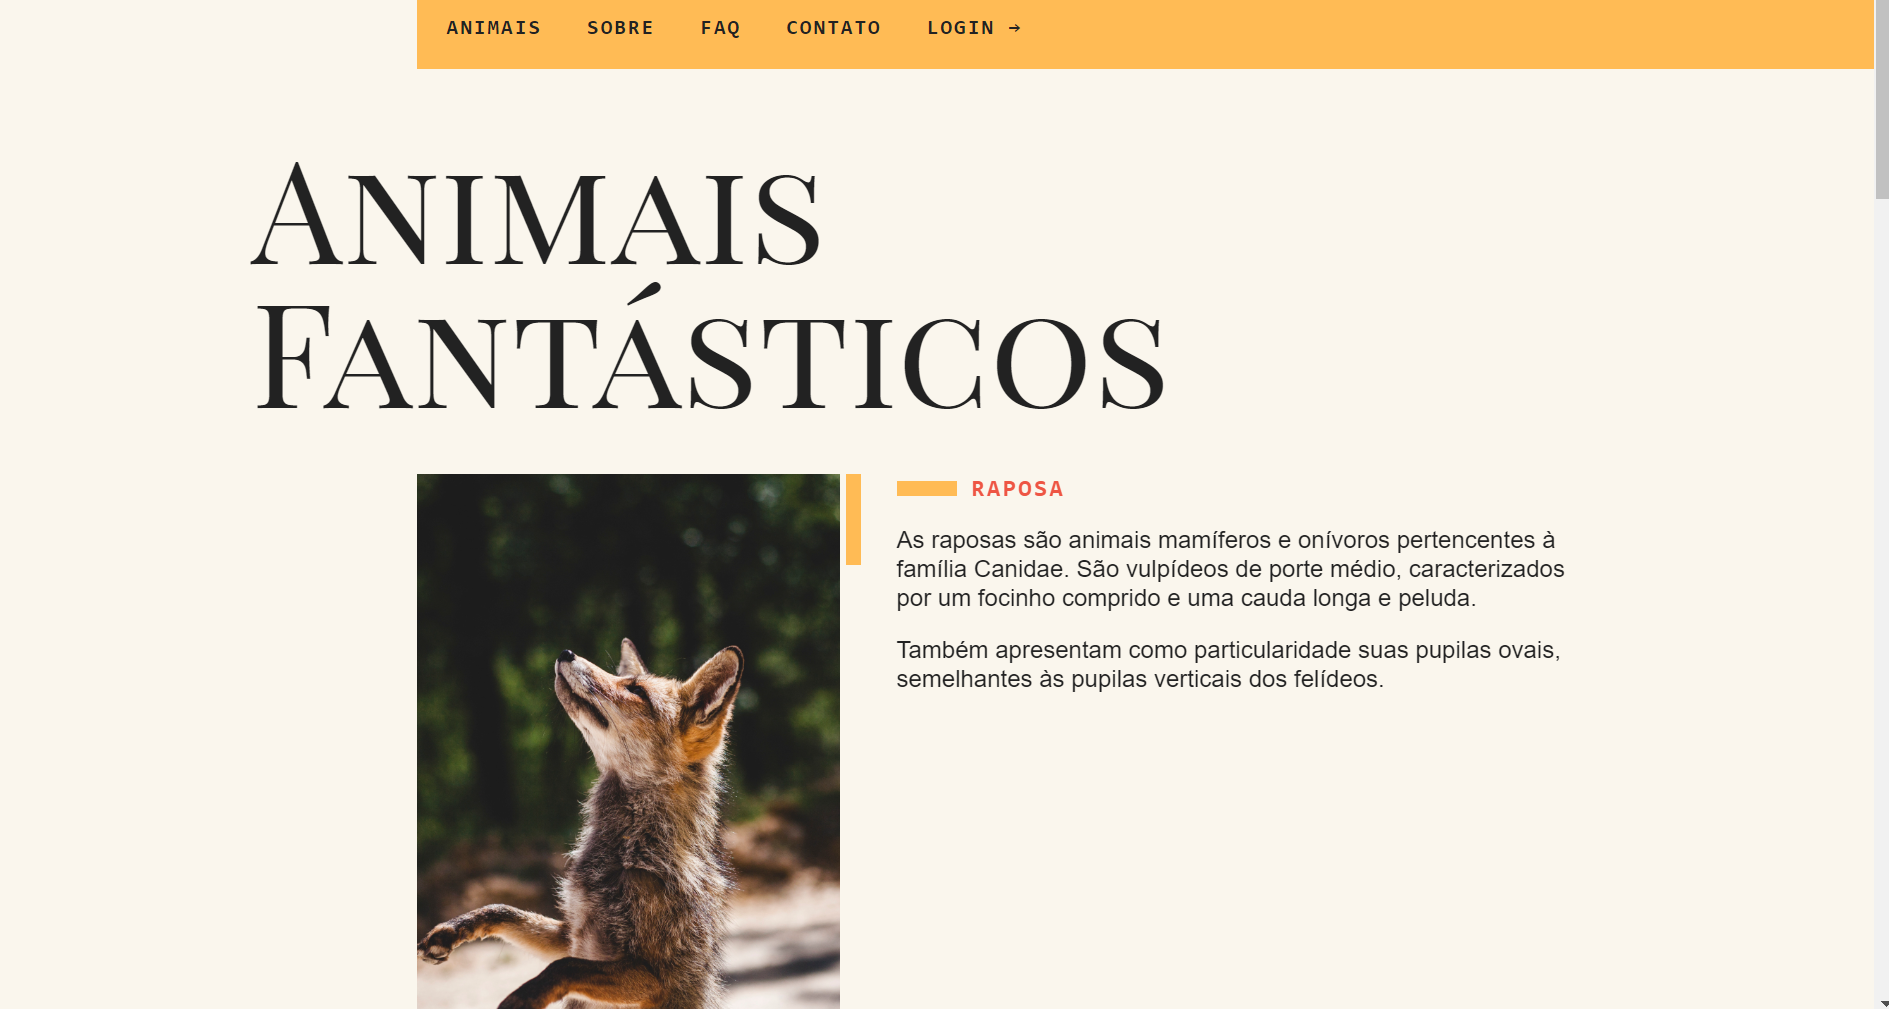 ANIMAIS SOBRE FAQ CONTATO LOGIN →
ANIMAIS
FANTÁSTICOS
RAPOSA
As raposas são animais mamíferos e onívoros pertencentes à
família Canidae. São vulpídeos de porte médio, caracterizados
por um focinho comprido e uma cauda longa e peluda.
Também apresentam como particularidade suas pupilas ovais,
semelhantes às pupilas verticais dos felídeos.